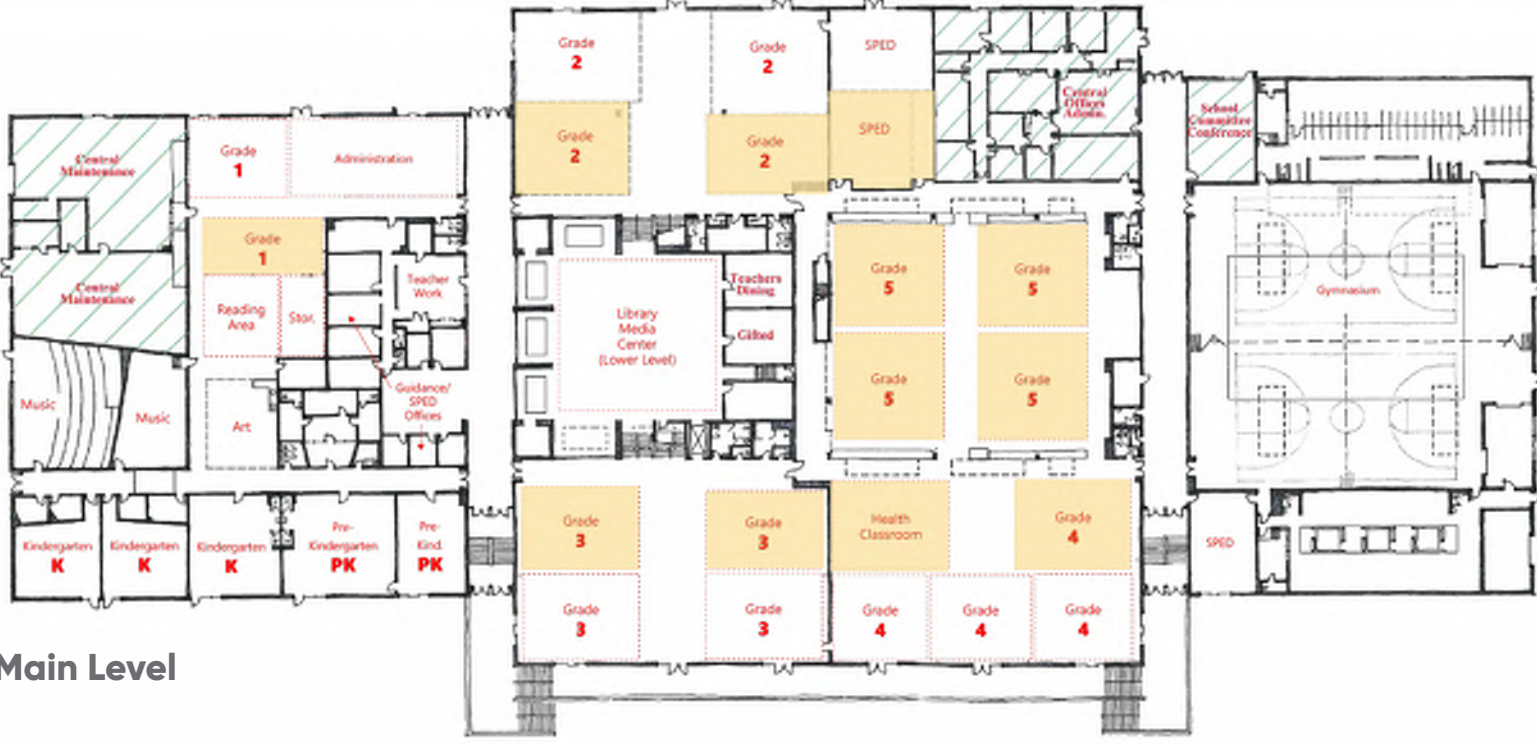 Grade
2
Grade
2
SPED
Central
Offices
Admin.
School
Committee
Conference
Central
Maintenance
Grade
1
Administration
Grade
2
Grade
2
SPED
Grade
1
Central
Maintenance
Reading
Area
Stor.
Teacher
Work
Library
Media
Center
(Lower Level)
Teachers
Dining
Gifted
Grade
5
Grade
5
Gymnasium
Music
Music
Art
Guidance/
SPED
Offices
Grade
5
Grade
5
Kindergarten
K
Kindergarten
K
Kindergarten
K
Pre-
Kindergarten
PK
Pre-
Kind.
PK
Grade
3
Grade
3
Health
Classroom
Grade
4
SPED
Grade
3
Grade
3
Grade
4
Grade
4
Grade
4
Main Level